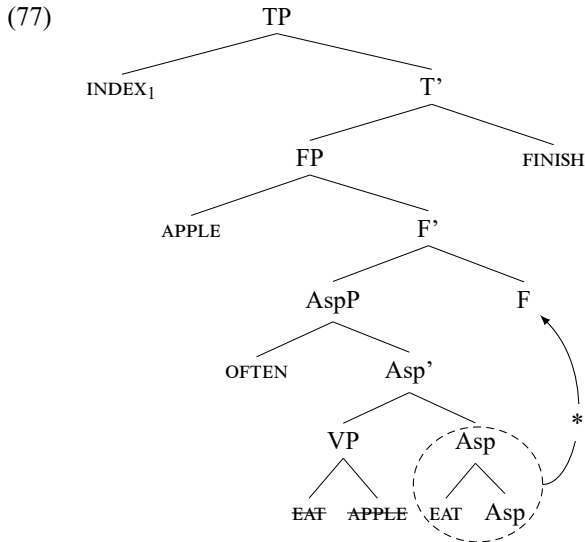 (77) TP
INDEX₁ T’
FP FINISH
APPLE F’
AspP F
OFTEN Asp’
*
VP Asp
EAT APPLE EAT Asp